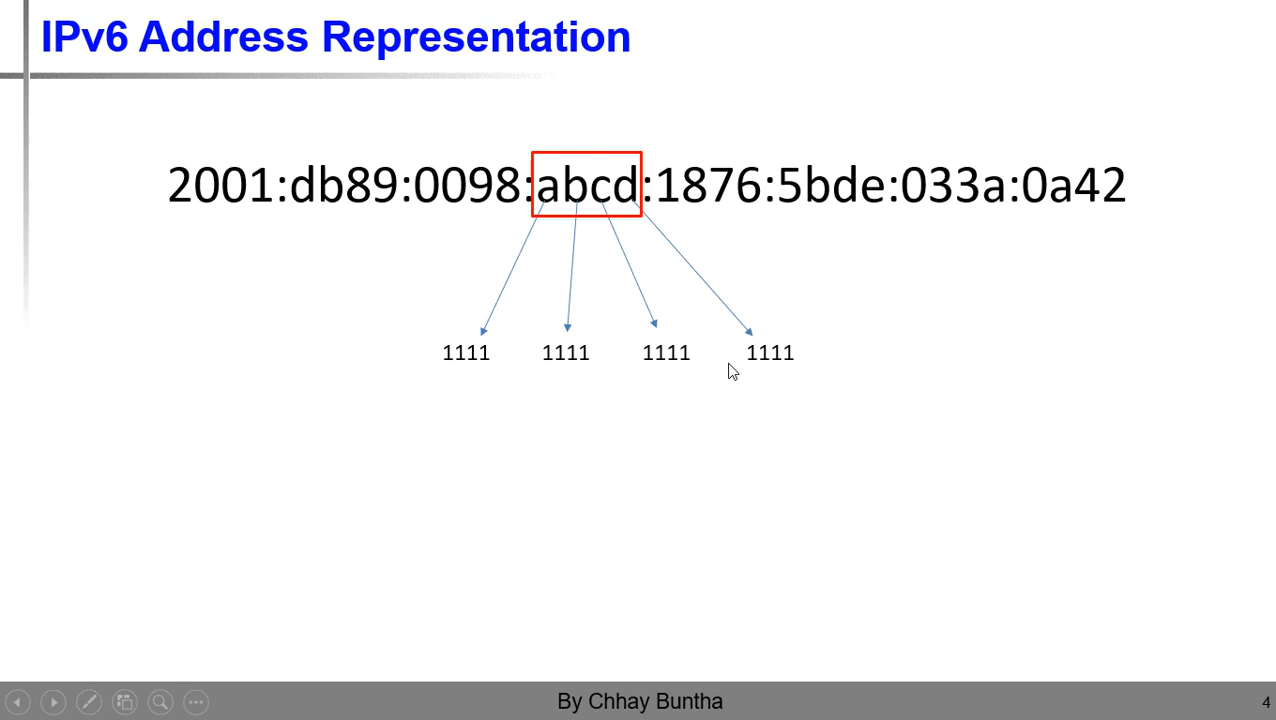 IPv6 Address Representation
2001:db89:0098:abcd:1876:5bde:033a:0a42
1111 1111 1111 1111
By Chhay Buntha
4